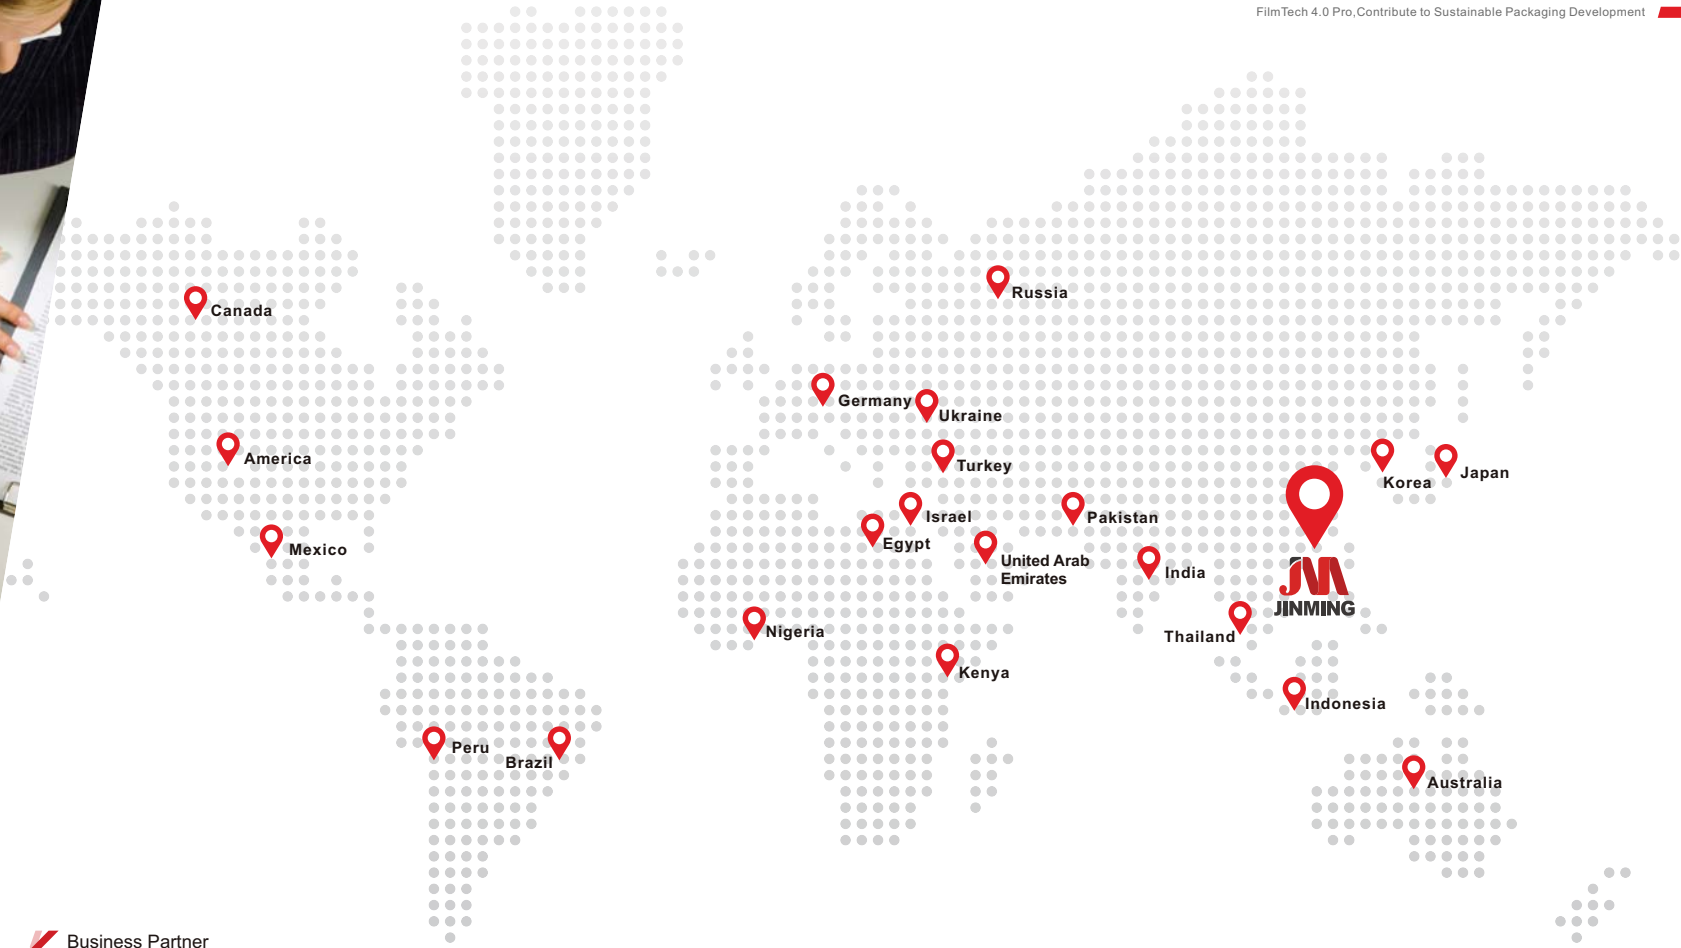 FilmTech 4.0 Pro,Contribute to Sustainable Packaging Development
Russia
Canada
Germany
Ukraine
America
Turkey
Korea
Japan
Israel
Pakistan
Egypt
Mexico
United Arab
Emirates
India
JINMING
Nigeria
Thailand
Kenya
Indonesia
Peru
Brazil
Australia
Business Partner